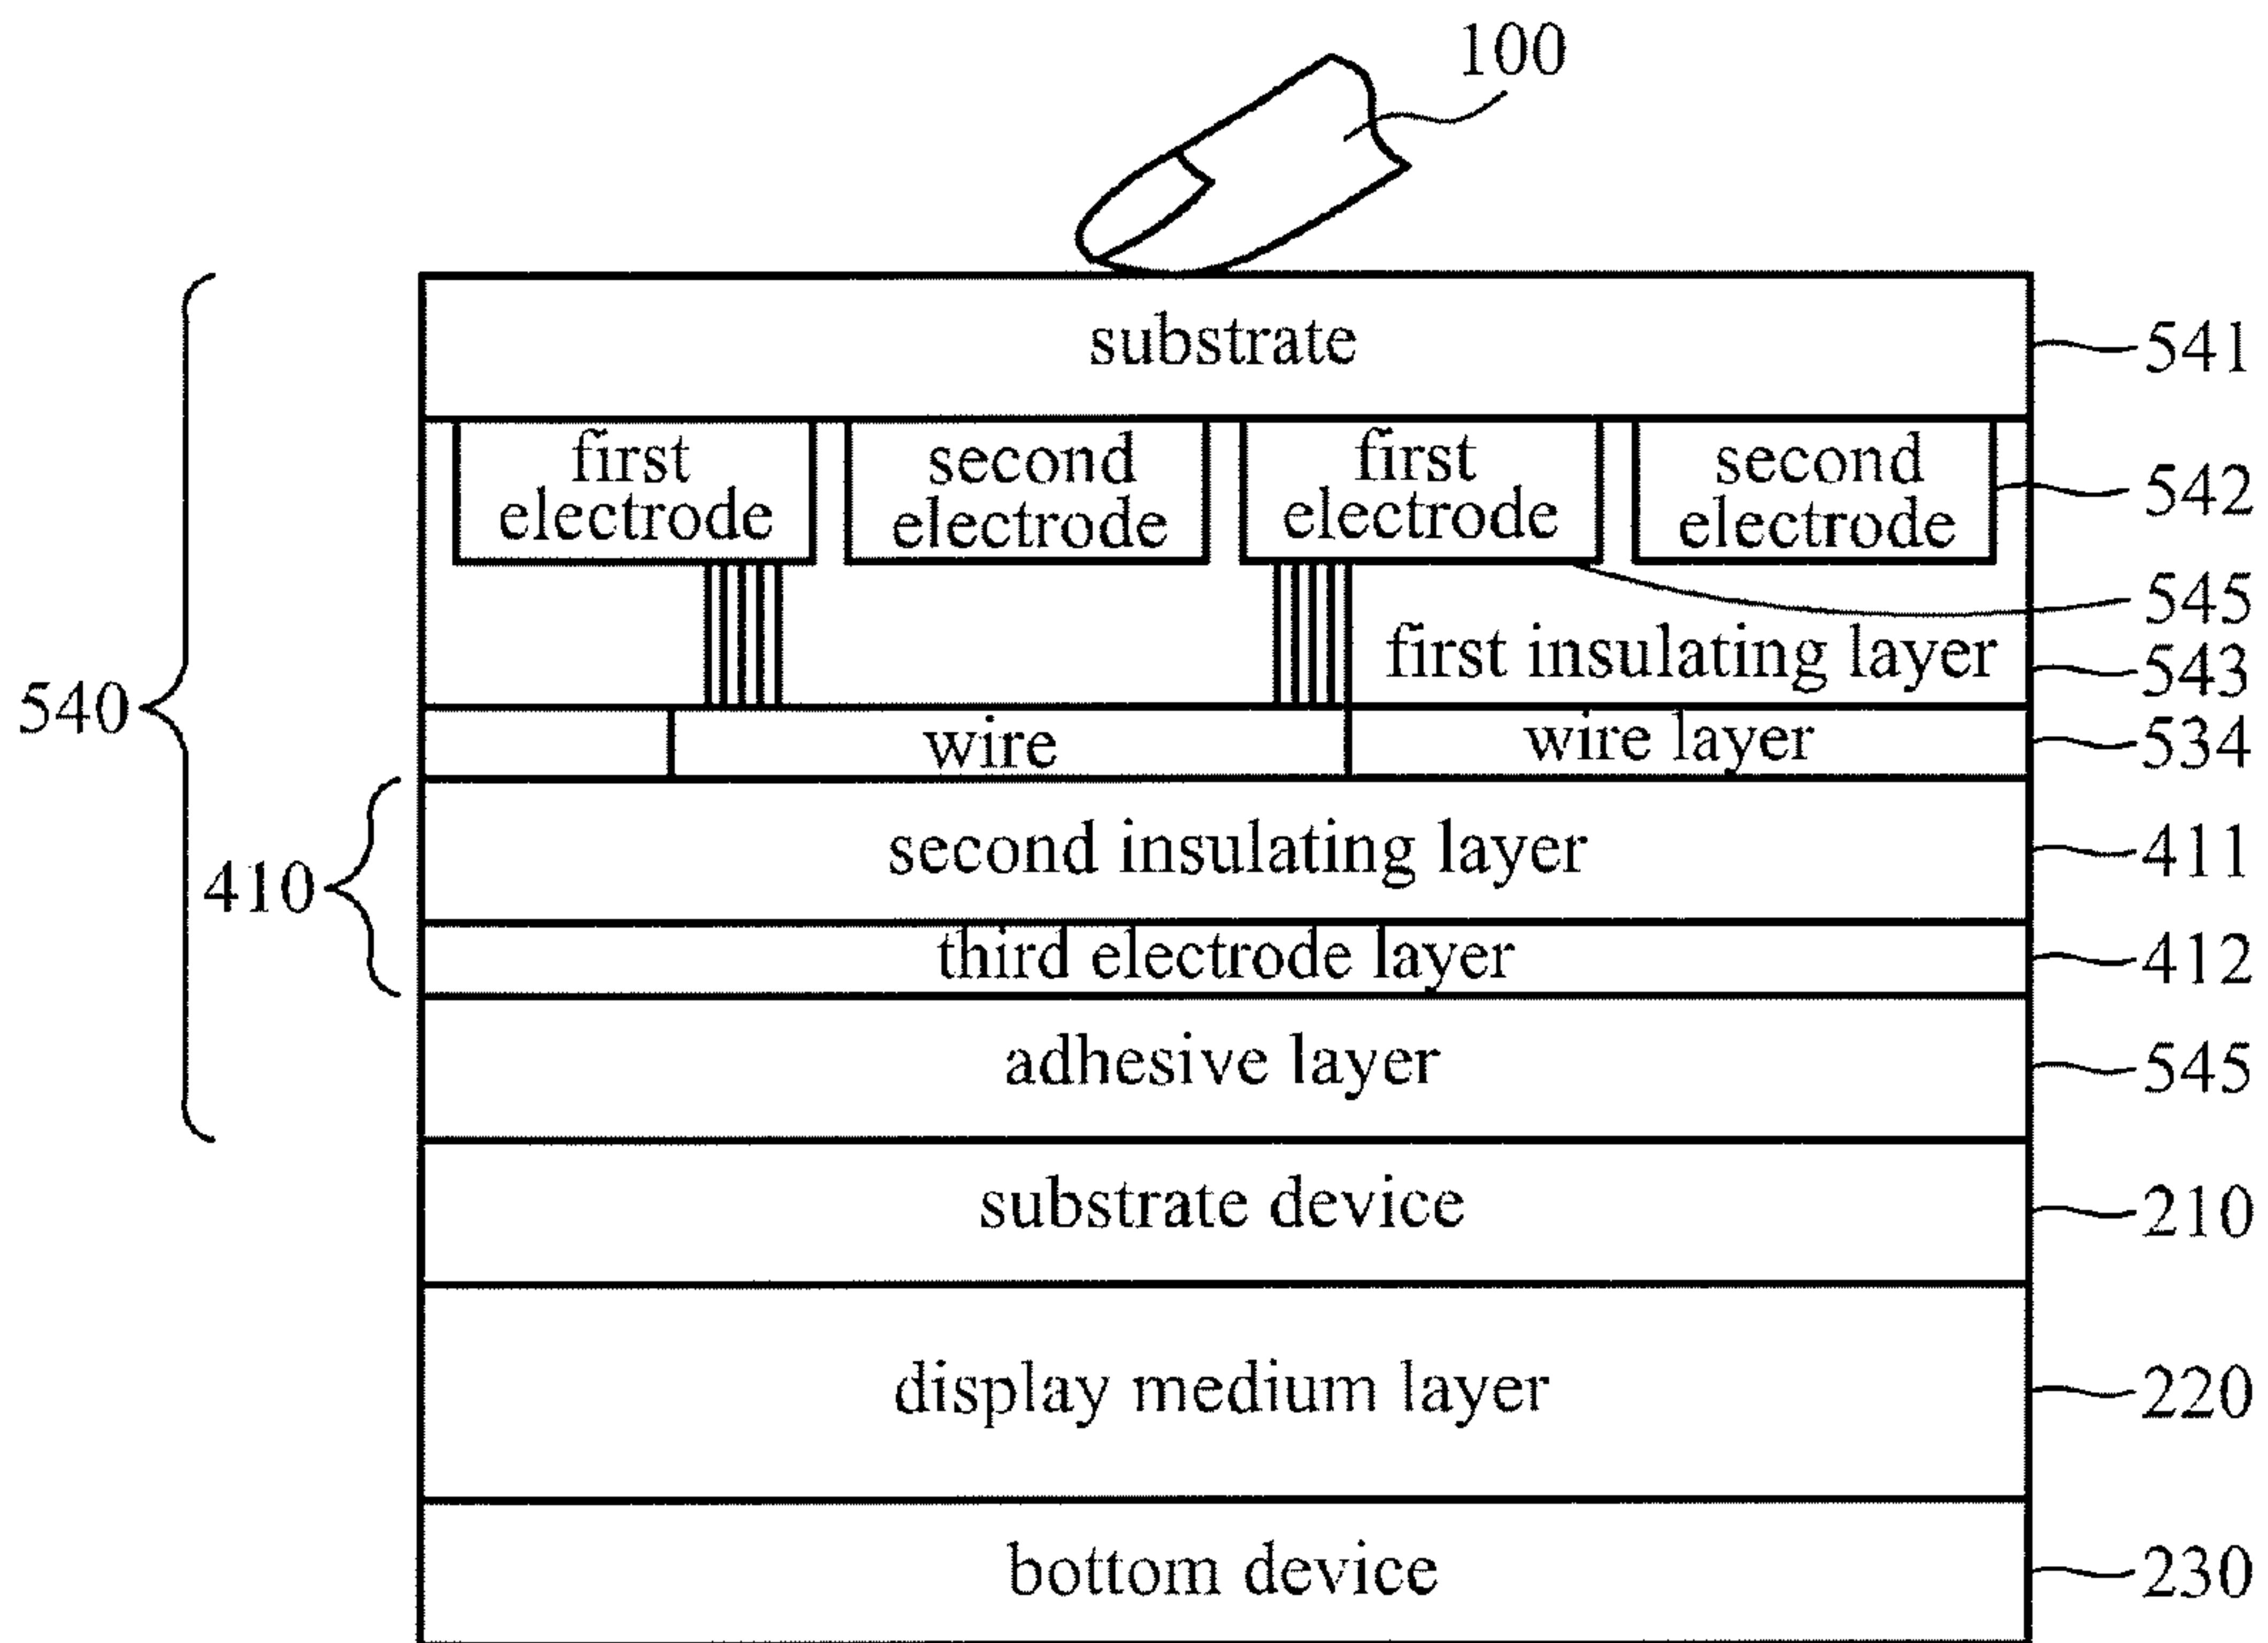 100
substrate
541
first
electrode
second
electrode
first
electrode
second
electrode
542
545
first insulating layer
543
540
wire
wire layer
534
second insulating layer
411
410
third electrode layer
412
adhesive layer
545
substrate device
210
display medium layer
220
bottom device
230